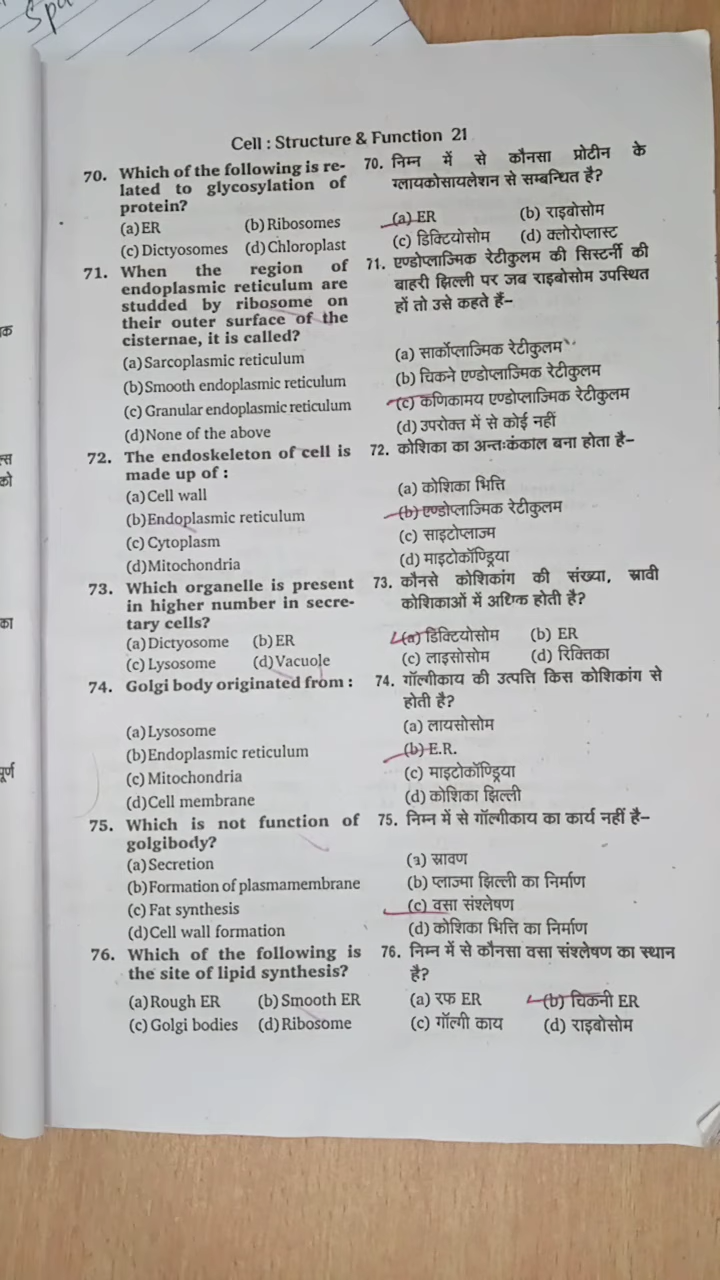 Spa
Cell : Structure & Function 21
70. Which of the following is re-
lated to glycosylation of
protein?
(a) ER (b) Ribosomes
(c) Dictyosomes (d) Chloroplast
71. When the region of
endoplasmic reticulum are
studded by ribosome on
their outer surface of the
cisternae, it is called?
(a) Sarcoplasmic reticulum
(b) Smooth endoplasmic reticulum
(c) Granular endoplasmic reticulum
(d) None of the above
72. The endoskeleton of cell is
made up of :
(a) Cell wall
(b) Endoplasmic reticulum
(c) Cytoplasm
(d) Mitochondria
73. Which organelle is present
in higher number in secre-
tary cells?
(a) Dictyosome (b) ER
(c) Lysosome (d) Vacuole
74. Golgi body originated from :
(a) Lysosome
(b) Endoplasmic reticulum
(c) Mitochondria
(d) Cell membrane
75. Which is not function of
golgibody?
(a) Secretion
(b) Formation of plasmamembrane
(c) Fat synthesis
(d) Cell wall formation
76. Which of the following is
the site of lipid synthesis?
(a) Rough ER (b) Smooth ER
(c) Golgi bodies (d) Ribosome
70. निम्न में से कौनसा प्रोटीन के
ग्लायकोसायलेशन से सम्बन्धित है?
(a) ER (b) राइबोसोम
(c) डिक्टियोसोम (d) क्लोरोप्लास्ट
71. एण्डोप्लाज्मिक रेटीकुलम की सिस्टर्नी की
बाहरी झिल्ली पर जब राइबोसोम उपस्थित
हों तो उसे कहते हैं–
(a) सार्कोप्लाज्मिक रेटीकुलम
(b) चिकने एण्डोप्लाज्मिक रेटीकुलम
(c) कणिकामय एण्डोप्लाज्मिक रेटीकुलम
(d) उपरोक्त में से कोई नहीं
72. कोशिका का अन्तःकंकाल बना होता है–
(a) कोशिका भित्ति
(b) एण्डोप्लाज्मिक रेटीकुलम
(c) साइटोप्लाज्म
(d) माइटोकॉण्ड्रिया
73. कौनसे कोशिकांग की संख्या, स्रावी
कोशिकाओं में अधिक होती है?
(a) डिक्टियोसोम (b) ER
(c) लाइसोसोम (d) रिक्तिका
74. गॉल्गीकाय की उत्पत्ति किस कोशिकांग से
होती है?
(a) लायसोसोम
(b) E.R.
(c) माइटोकॉण्ड्रिया
(d) कोशिका झिल्ली
75. निम्न में से गॉल्गीकाय का कार्य नहीं है–
(a) स्रावण
(b) प्लाज्मा झिल्ली का निर्माण
(c) वसा संश्लेषण
(d) कोशिका भित्ति का निर्माण
76. निम्न में से कौनसा वसा संश्लेषण का स्थान
है?
(a) रफ ER (b) चिकनी ER
(c) गॉल्गी काय (d) राइबोसोम